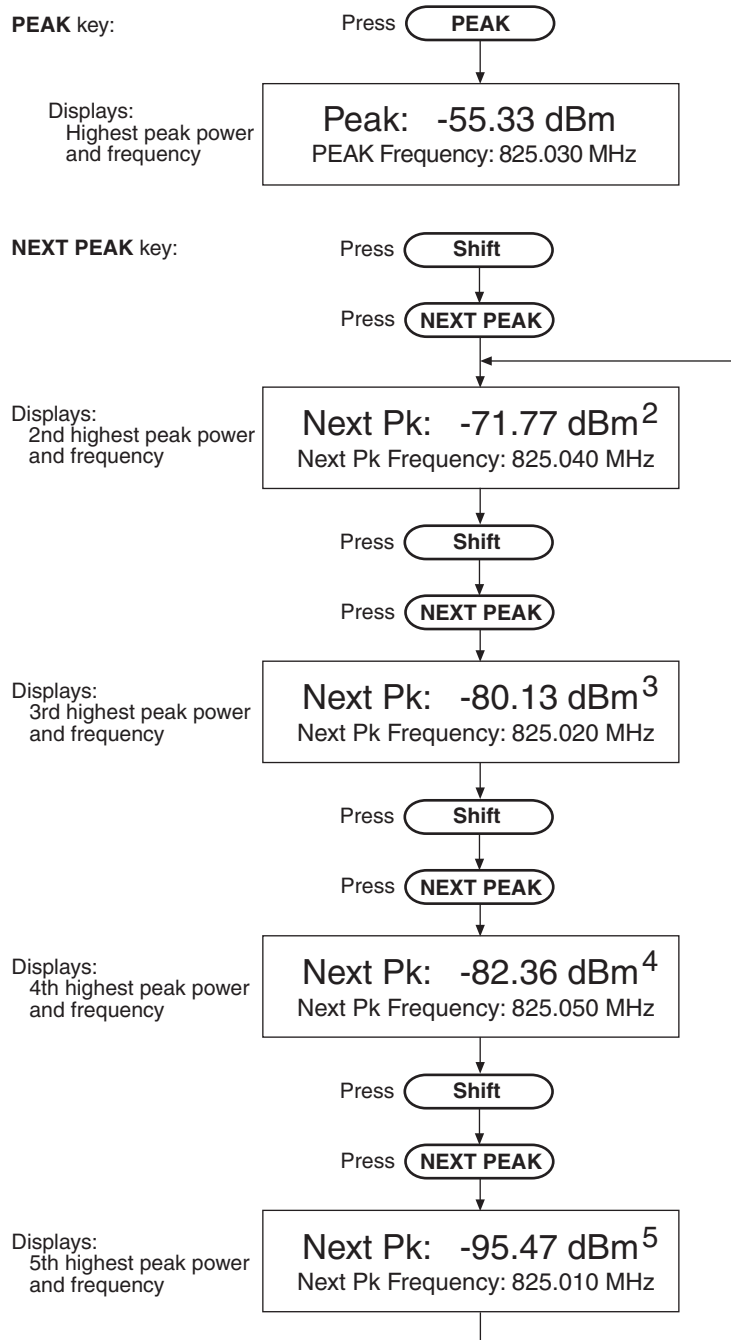 PEAK key:
Press PEAK
Displays:
Highest peak power
and frequency
Peak: -55.33 dBm
PEAK Frequency: 825.030 MHz
NEXT PEAK key:
Press Shift
Press NEXT PEAK
Displays:
2nd highest peak power
and frequency
Next Pk: -71.77 dBm2
Next Pk Frequency: 825.040 MHz
Press Shift
Press NEXT PEAK
Displays:
3rd highest peak power
and frequency
Next Pk: -80.13 dBm3
Next Pk Frequency: 825.020 MHz
Press Shift
Press NEXT PEAK
Displays:
4th highest peak power
and frequency
Next Pk: -82.36 dBm4
Next Pk Frequency: 825.050 MHz
Press Shift
Press NEXT PEAK
Displays:
5th highest peak power
and frequency
Next Pk: -95.47 dBm5
Next Pk Frequency: 825.010 MHz